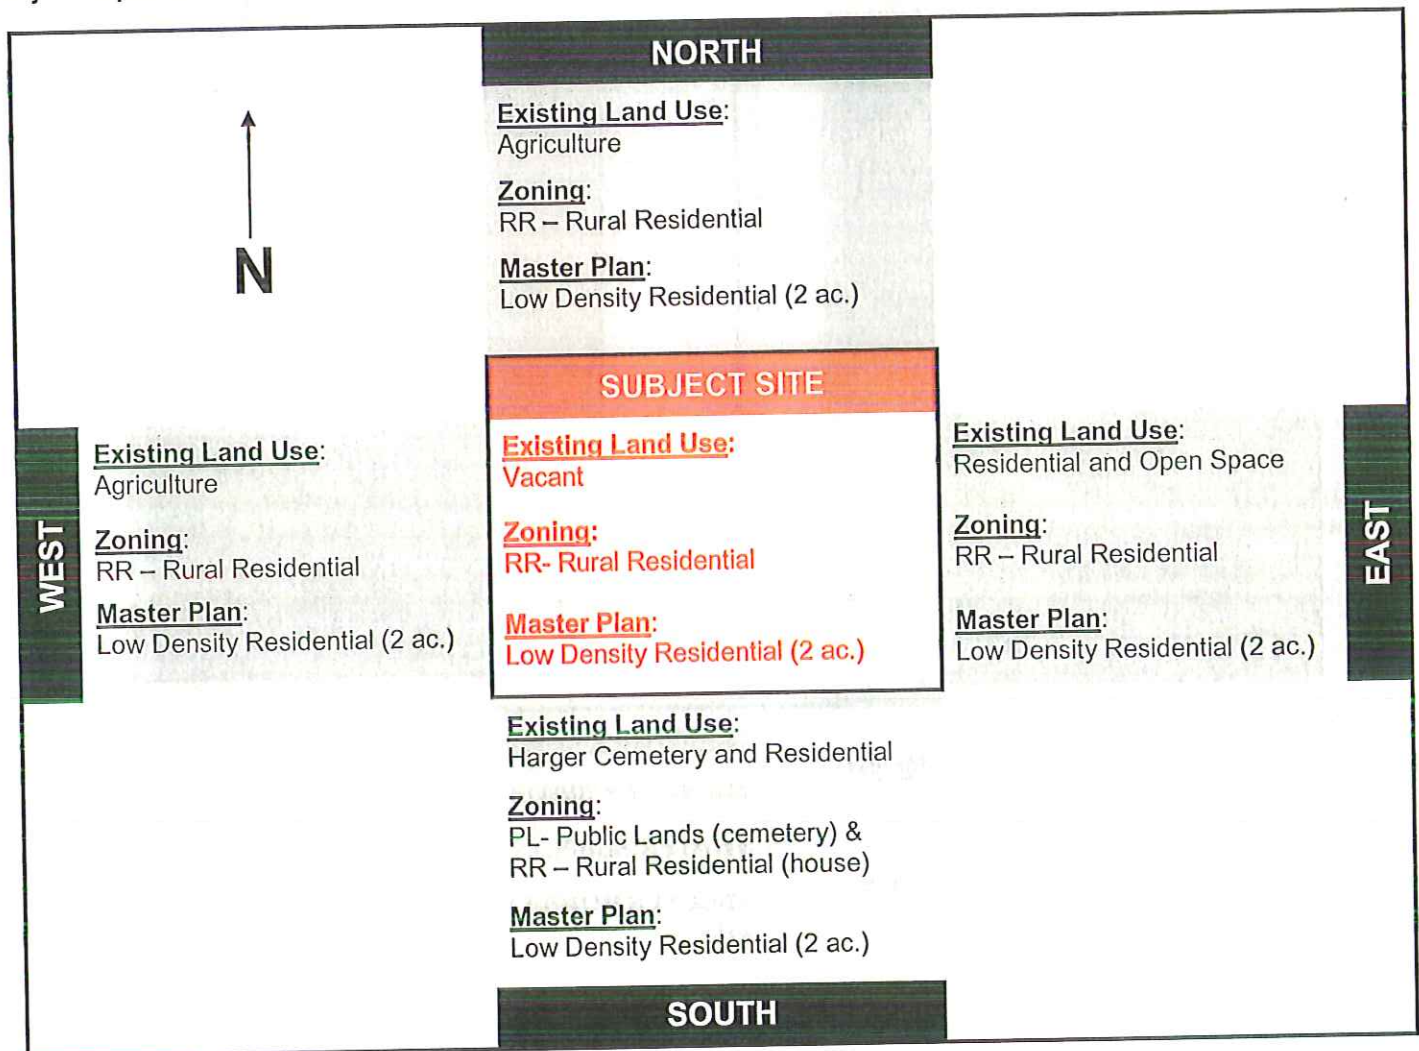 NORTH
Existing Land Use:
Agriculture
Zoning:
RR – Rural Residential
Master Plan:
Low Density Residential (2 ac.)
N
SUBJECT SITE
Existing Land Use:
Vacant
Zoning:
RR- Rural Residential
Master Plan:
Low Density Residential (2 ac.)
WEST
Existing Land Use:
Agriculture
Zoning:
RR – Rural Residential
Master Plan:
Low Density Residential (2 ac.)
Existing Land Use:
Residential and Open Space
Zoning:
RR – Rural Residential
Master Plan:
Low Density Residential (2 ac.)
EAST
Existing Land Use:
Harger Cemetery and Residential
Zoning:
PL- Public Lands (cemetery) &
RR – Rural Residential (house)
Master Plan:
Low Density Residential (2 ac.)
SOUTH